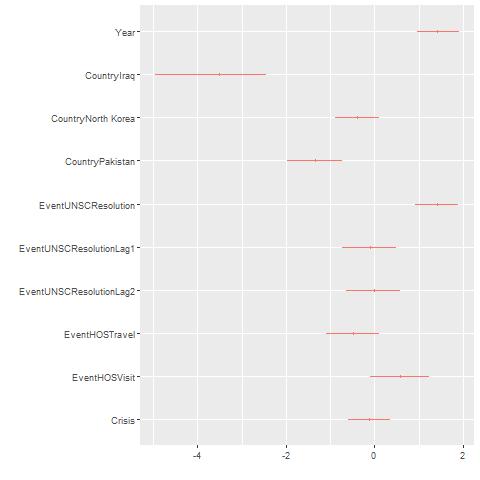 Year
CountryIraq
CountryNorth Korea
CountryPakistan
EventUNSCResolution
EventUNSCResolutionLag1
EventUNSCResolutionLag2
EventHOSTravel
EventHOSVisit
Crisis
-4 -2 0 2